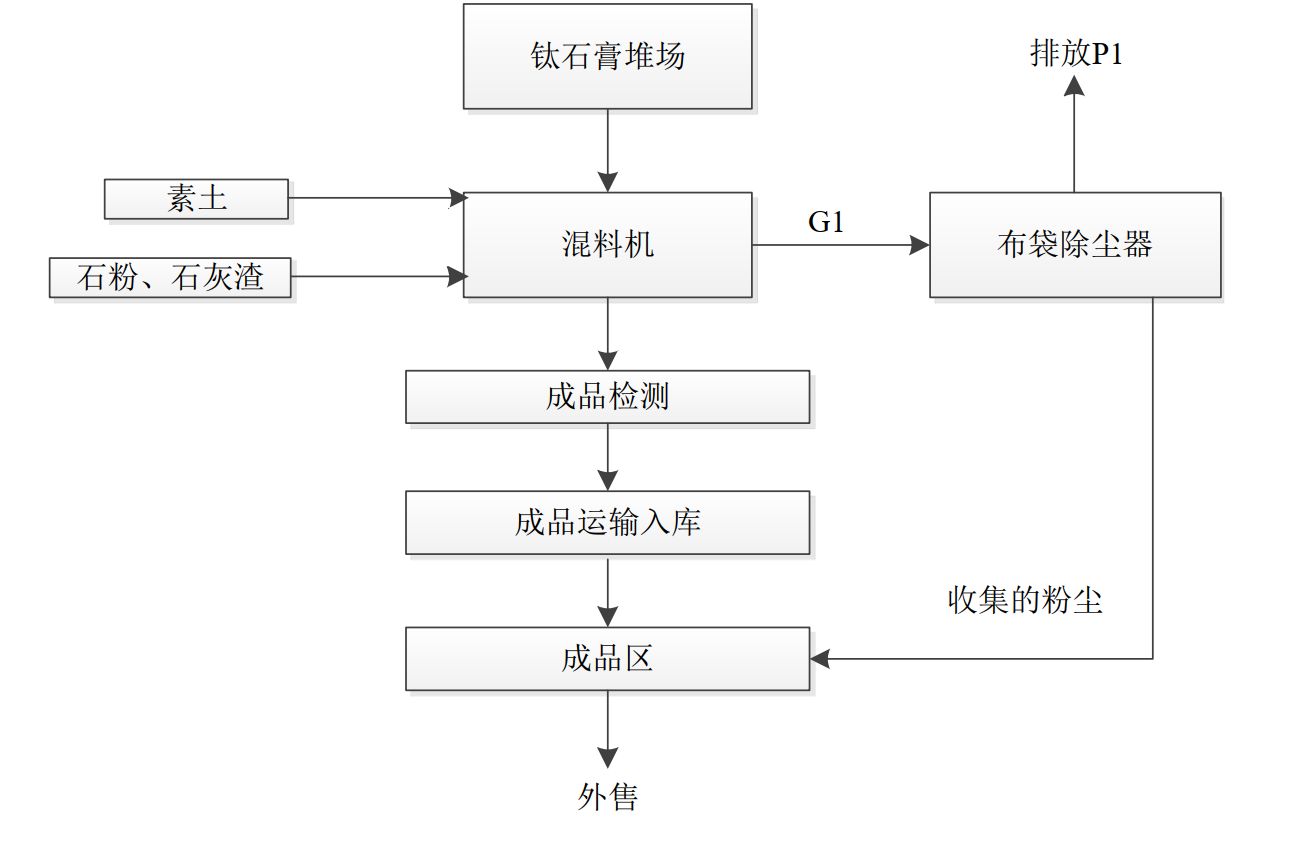 钛石膏堆场
排放P1
素土
混料机
G1
布袋除尘器
石粉、石灰渣
成品检测
成品运输入库
收集的粉尘
成品区
外售